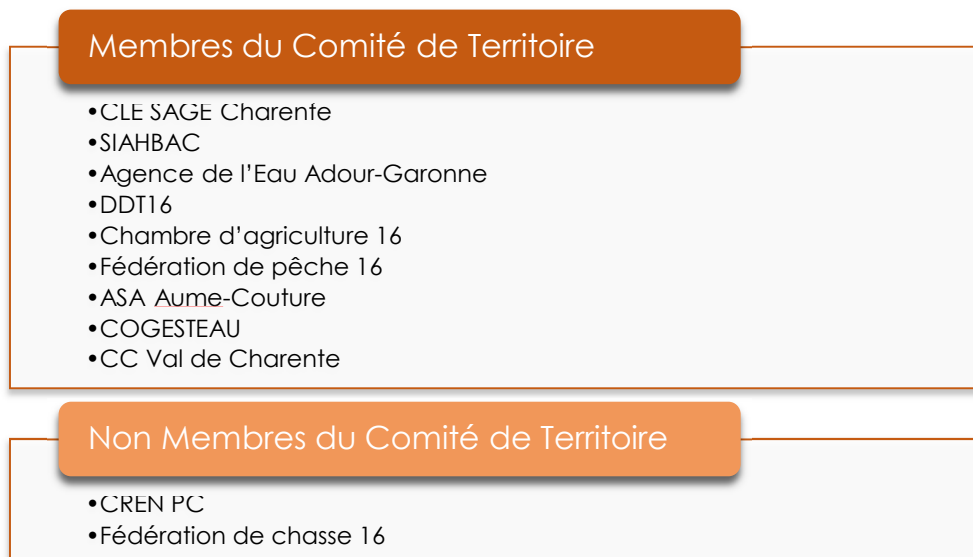 Membres du Comité de Territoire
•CLE SAGE Charente
•SIAHBAC
•Agence de l'Eau Adour-Garonne
•DDT16
•Chambre d'agriculture 16
•Fédération de pêche 16
•ASA Aume-Couture
•COGESTEAU
•CC Val de Charente
Non Membres du Comité de Territoire
•CREN PC
•Fédération de chasse 16